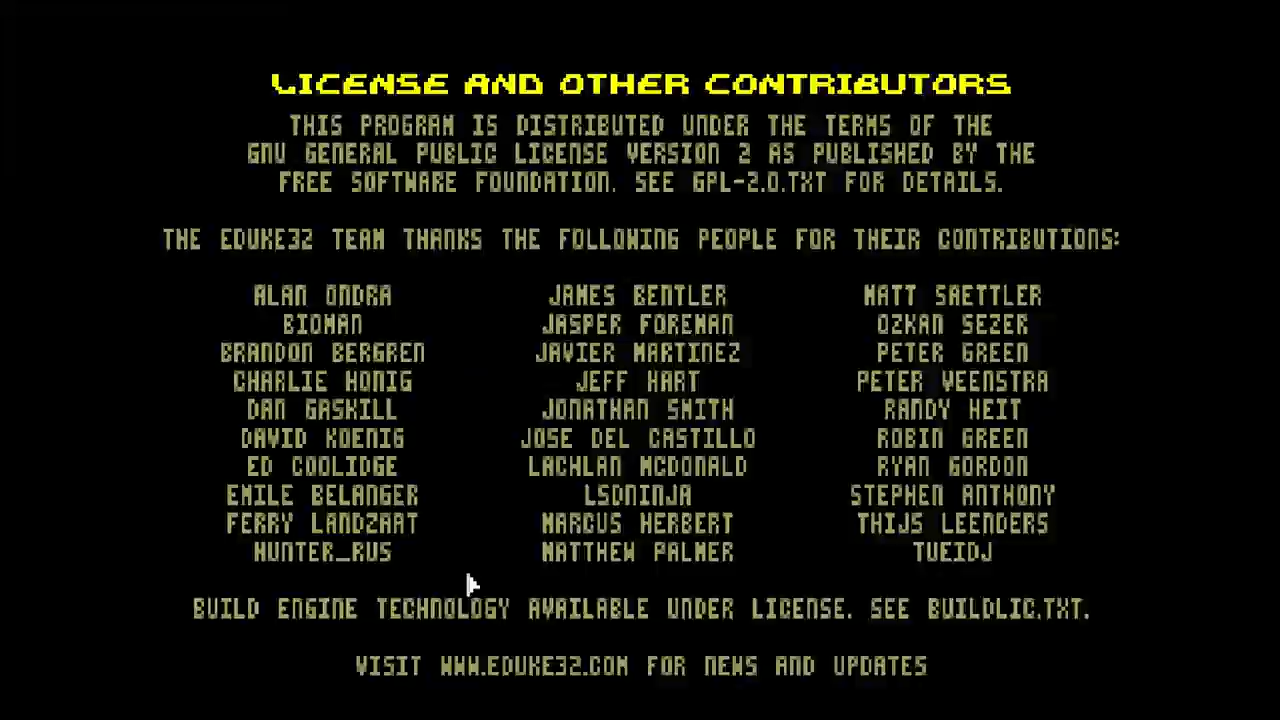 LICENSE AND OTHER CONTRIBUTORS
THIS PROGRAM IS DISTRIBUTED UNDER THE TERMS OF THE
GNU GENERAL PUBLIC LICENSE VERSION 2 AS PUBLISHED BY THE
FREE SOFTWARE FOUNDATION. SEE GPL-2.0.TXT FOR DETAILS.
THE EDUKE32 TEAM THANKS THE FOLLOWING PEOPLE FOR THEIR CONTRIBUTIONS:
ALAN ONDRA JAMES BENTLER MATT SAETTLER
BIOMAN JASPER FOREMAN OZKAN SEZER
BRANDON BERGREN JAVIER MARTINEZ PETER GREEN
CHARLIE HONIG JEFF HART PETER VEENSTRA
DAN GASKILL JONATHAN SMITH RANDY HEIT
DAVID KOENIG JOSE DEL CASTILLO ROBIN GREEN
ED COOLIDGE LACHLAN MCDONALD RYAN GORDON
EMILE BELANGER LSDNINJA STEPHEN ANTHONY
FERRY LANDZAAT MARCUS HERBERT THIJS LEENDERS
HUNTER_RUS MATTHEW PALMER TUEIDJ
BUILD ENGINE TECHNOLOGY AVAILABLE UNDER LICENSE. SEE BUILDLIC.TXT.
VISIT WWW.EDUKE32.COM FOR NEWS AND UPDATES